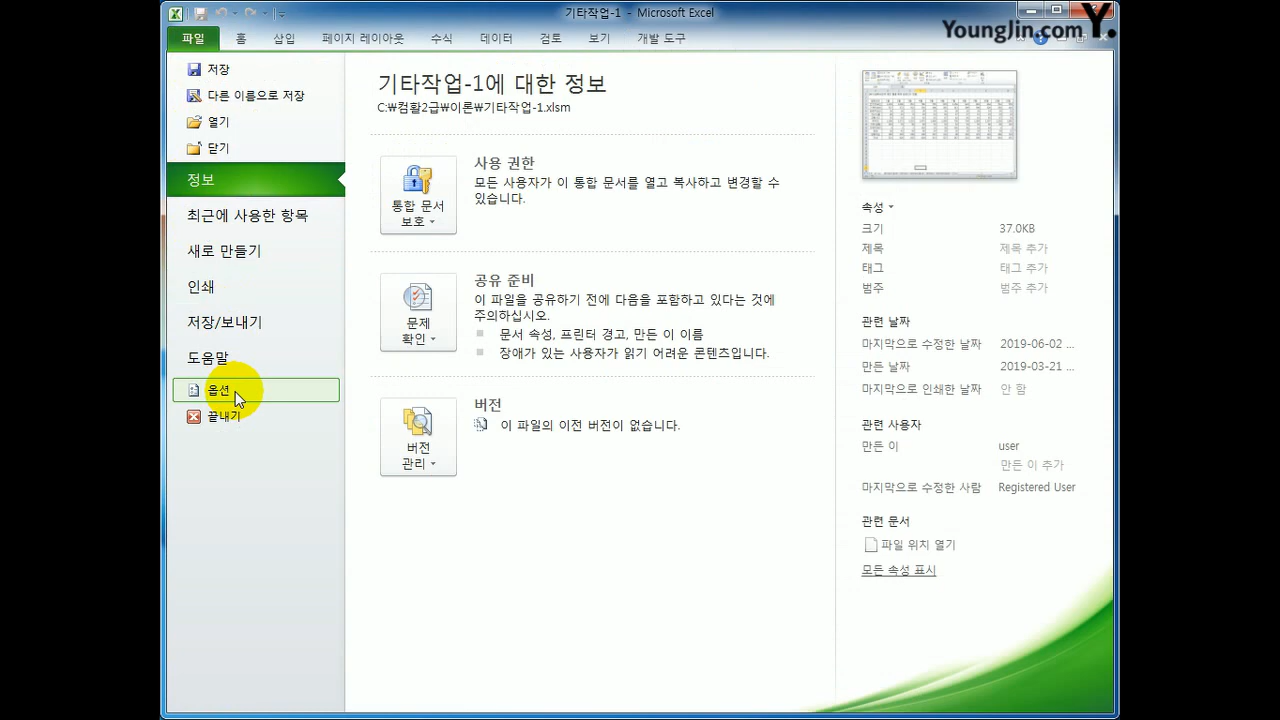 기타작업-1 - Microsoft Excel
YoungJin.com Y.
파일 홈 삽입 페이지 레이아웃 수식 데이터 검토 보기 개발 도구
저장
다른 이름으로 저장
열기
닫기
정보
최근에 사용한 항목
새로 만들기
인쇄
저장/보내기
도움말
옵션
끝내기
기타작업-1에 대한 정보
C:₩컴활2급₩이론₩기타작업-1.xlsm
통합 문서
보호
사용 권한
모든 사용자가 이 통합 문서를 열고 복사하고 변경할 수
있습니다.
문제
확인
공유 준비
이 파일을 공유하기 전에 다음을 포함하고 있다는 것에
주의하십시오.
문서 속성, 프린터 경고, 만든 이 이름
장애가 있는 사용자가 읽기 어려운 콘텐츠입니다.
버전
관리
버전
이 파일의 이전 버전이 없습니다.
속성
크기 37.0KB
제목 제목 추가
태그 태그 추가
범주 범주 추가
관련 날짜
마지막으로 수정한 날짜 2019-06-02 ...
만든 날짜 2019-03-21 ...
마지막으로 인쇄한 날짜 안 함
관련 사용자
만든 이 user
만든 이 추가
마지막으로 수정한 사람 Registered User
관련 문서
파일 위치 열기
모든 속성 표시